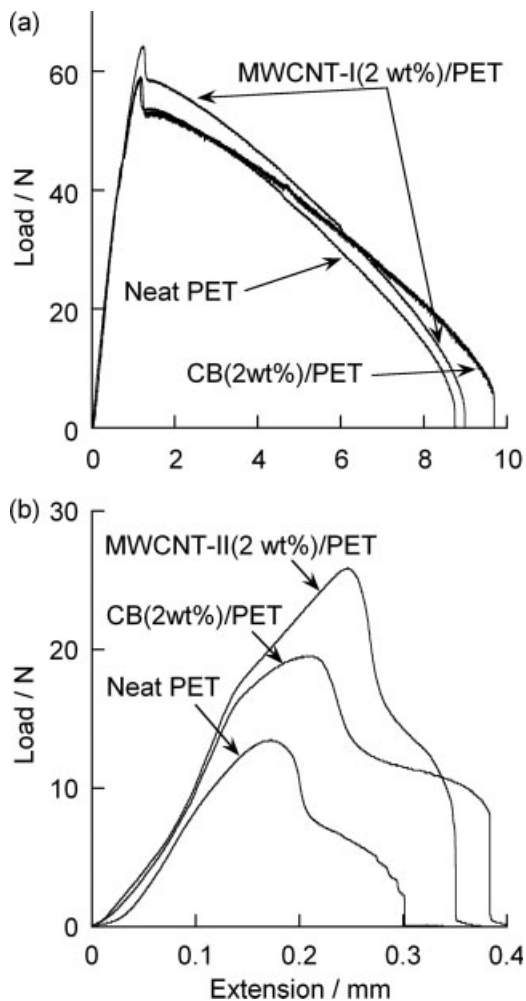 (a)
60
40
20
0
Load / N
MWCNT-I(2 wt%)/PET
Neat PET
CB(2wt%)/PET
0 2 4 6 8 10
(b)
30
20
10
0
Load / N
MWCNT-II(2 wt%)/PET
CB(2wt%)/PET
Neat PET
0 0.1 0.2 0.3 0.4
Extension / mm